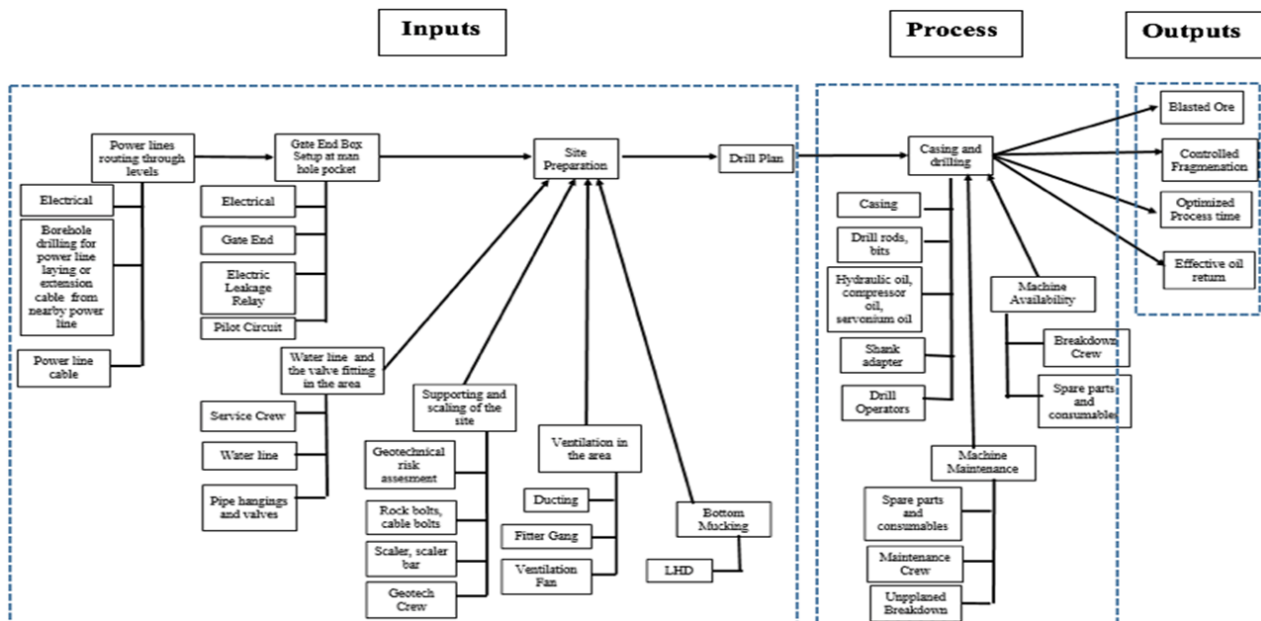 Inputs
Process
Outputs
Power lines
routing through
levels
Electrical
Borehole
drilling for
power line
laying or
extension
cable from
nearby power
line
Power line
cable
Gate End Box
Setup at man
hole pocket
Electrical
Gate End
Electric
Leakage
Relay
Pilot Circuit
Site
Preparation
Drill Plan
Water line and
the valve fitting
in the area
Service Crew
Water line
Pipe hangings
and valves
Supporting and
scaling of the
site
Geotechnical
risk
assesment
Rock bolts,
cable bolts
Scaler, scaler
bar
Geotech
Crew
Ventilation in
the area
Ducting
Fitter Gang
Ventilation
Fan
Bottom
Mucking
LHD
Casing and
drilling
Casing
Drill rods,
bits
Hydraulic oil,
compressor
oil,
servonium oil
Shank
adapter
Drill
Operators
Machine
Availability
Breakdown
Crew
Spare parts
and
consumables
Machine
Maintenance
Spare parts
and
consumables
Maintenance
Crew
Unpplaned
Breakdown
Blasted Ore
Controlled
Fragmenation
Optimized
Process time
Effective oil
return